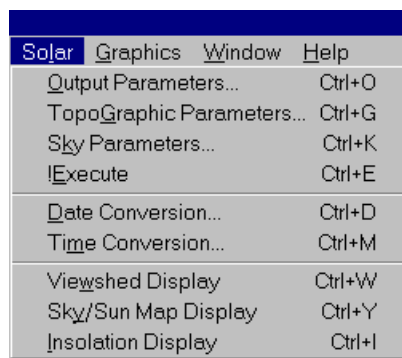 Solar Graphics Window Help
Output Parameters... Ctrl+O
TopoGraphic Parameters... Ctrl+G
Sky Parameters... Ctrl+K
!Execute Ctrl+E
Date Conversion... Ctrl+D
Time Conversion... Ctrl+M
Viewshed Display Ctrl+W
Sky/Sun Map Display Ctrl+Y
Insolation Display Ctrl+I